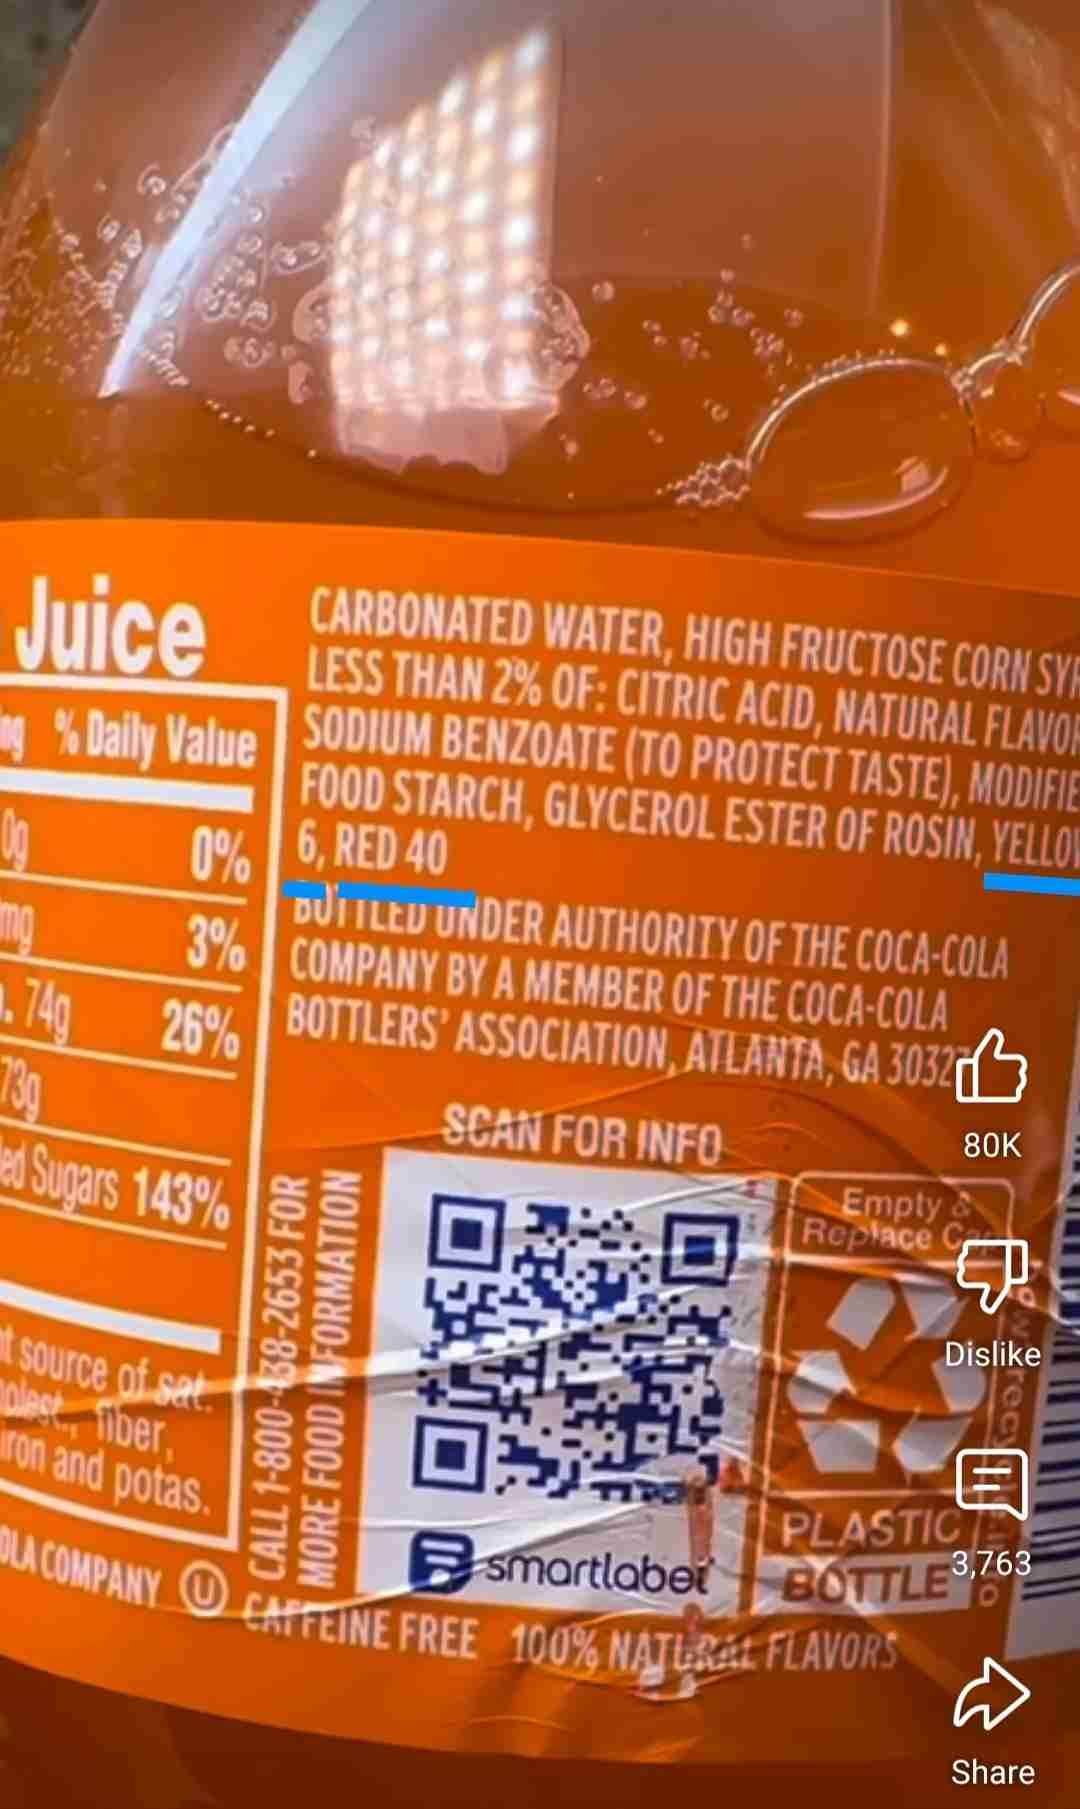 Juice
% Daily Value
0g 0%
mg 3%
74g 26%
73g
Sugars 143%
source of sat.
fiber,
iron and potas.
COMPANY U
CARBONATED WATER, HIGH FRUCTOSE CORN
LESS THAN 2% OF: CITRIC ACID, NATURAL
SODIUM BENZOATE (TO PROTECT TASTE),
FOOD STARCH, GLYCEROL ESTER OF ROSIN,
6, RED 40
BOTTLED UNDER AUTHORITY OF THE COCA-COLA
COMPANY BY A MEMBER OF THE COCA-COLA
BOTTLERS' ASSOCIATION, ATLANTA, GA
SCAN FOR INFO
CALL 1-800-438-2653 FOR
MORE FOOD INFORMATION
smartlabel
Empty &
Replace
PLASTIC
BOTTLE
CAFFEINE FREE 100% NATURAL FLAVORS
80K
Dislike
3,763
Share